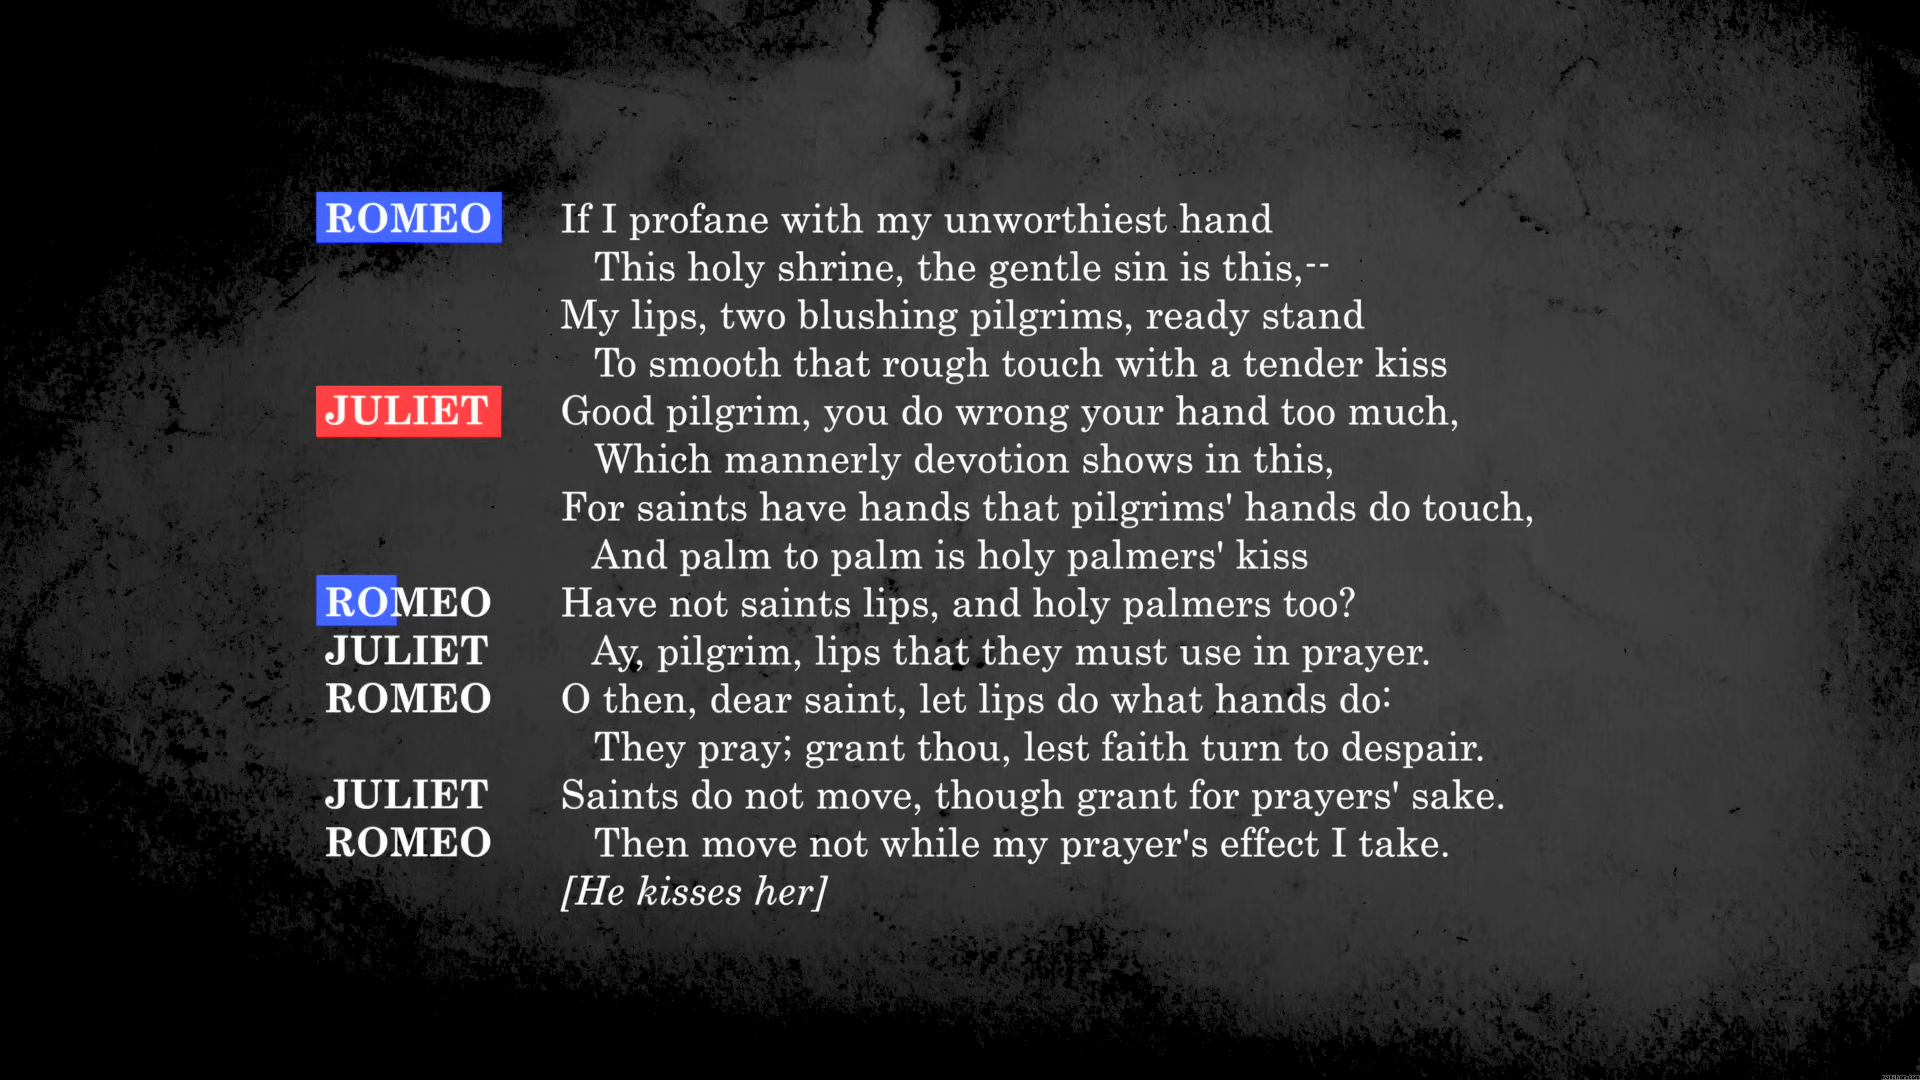 ROMEO If I profane with my unworthiest hand
This holy shrine, the gentle sin is this,--
My lips, two blushing pilgrims, ready stand
To smooth that rough touch with a tender kiss
JULIET Good pilgrim, you do wrong your hand too much,
Which mannerly devotion shows in this,
For saints have hands that pilgrims' hands do touch,
And palm to palm is holy palmers' kiss
ROMEO Have not saints lips, and holy palmers too?
JULIET Ay, pilgrim, lips that they must use in prayer.
ROMEO O then, dear saint, let lips do what hands do:
They pray; grant thou, lest faith turn to despair.
JULIET Saints do not move, though grant for prayers' sake.
ROMEO Then move not while my prayer's effect I take.
[He kisses her]